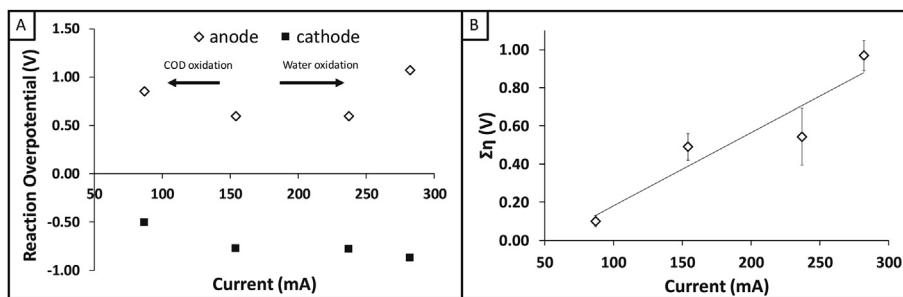 A
1.50
1.00
0.50
0.00
-0.50
-1.00
Reaction Overpotential (V)
anode
cathode
COD oxidation
Water oxidation
50
100
150
200
250
300
Current (mA)
B
1.00
0.80
0.60
0.40
0.20
0.00
Ση (V)
50
100
150
200
250
300
Current (mA)